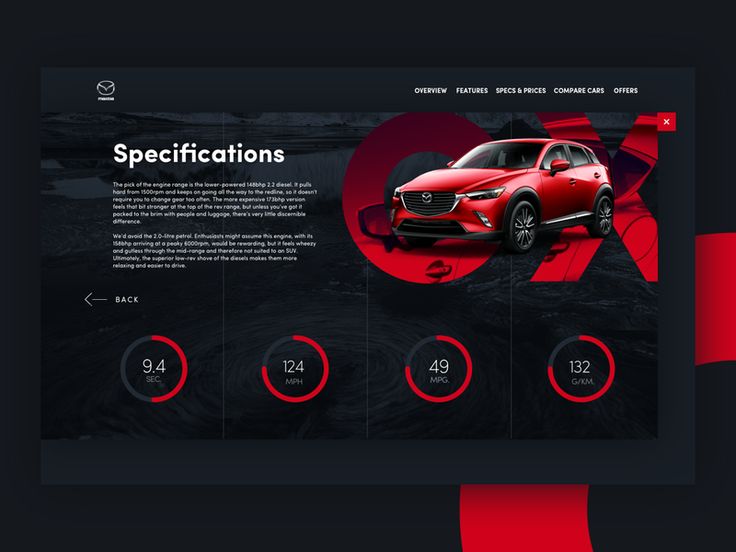 mazda
OVERVIEW FEATURES SPECS & PRICES COMPARE CARS OFFERS
Specifications
The pick of the engine range is the lower-powered 148bhp 2.2 diesel. It pulls
hard from 1500rpm and keeps on going all the way to the redline, so it doesn't
require you to change gear too often. The more expensive 173bhp version
feels that bit stronger at the top of the rev range, but unless you've got it
packed to the brim with people and luggage, there's very little discernible
difference.
We'd avoid the 2.0-litre petrol. Enthusiasts might assume this engine, with its
158bhp arriving at a peaky 6000rpm, would be rewarding, but it feels wheezy
and gutless through the mid-range and therefore not suited to an SUV.
Ultimately, the superior low-rev shove of the diesels makes them more
relaxing and easier to drive.
CX
BACK
9.4
SEC.
124
MPH
49
MPG.
132
G/KM.